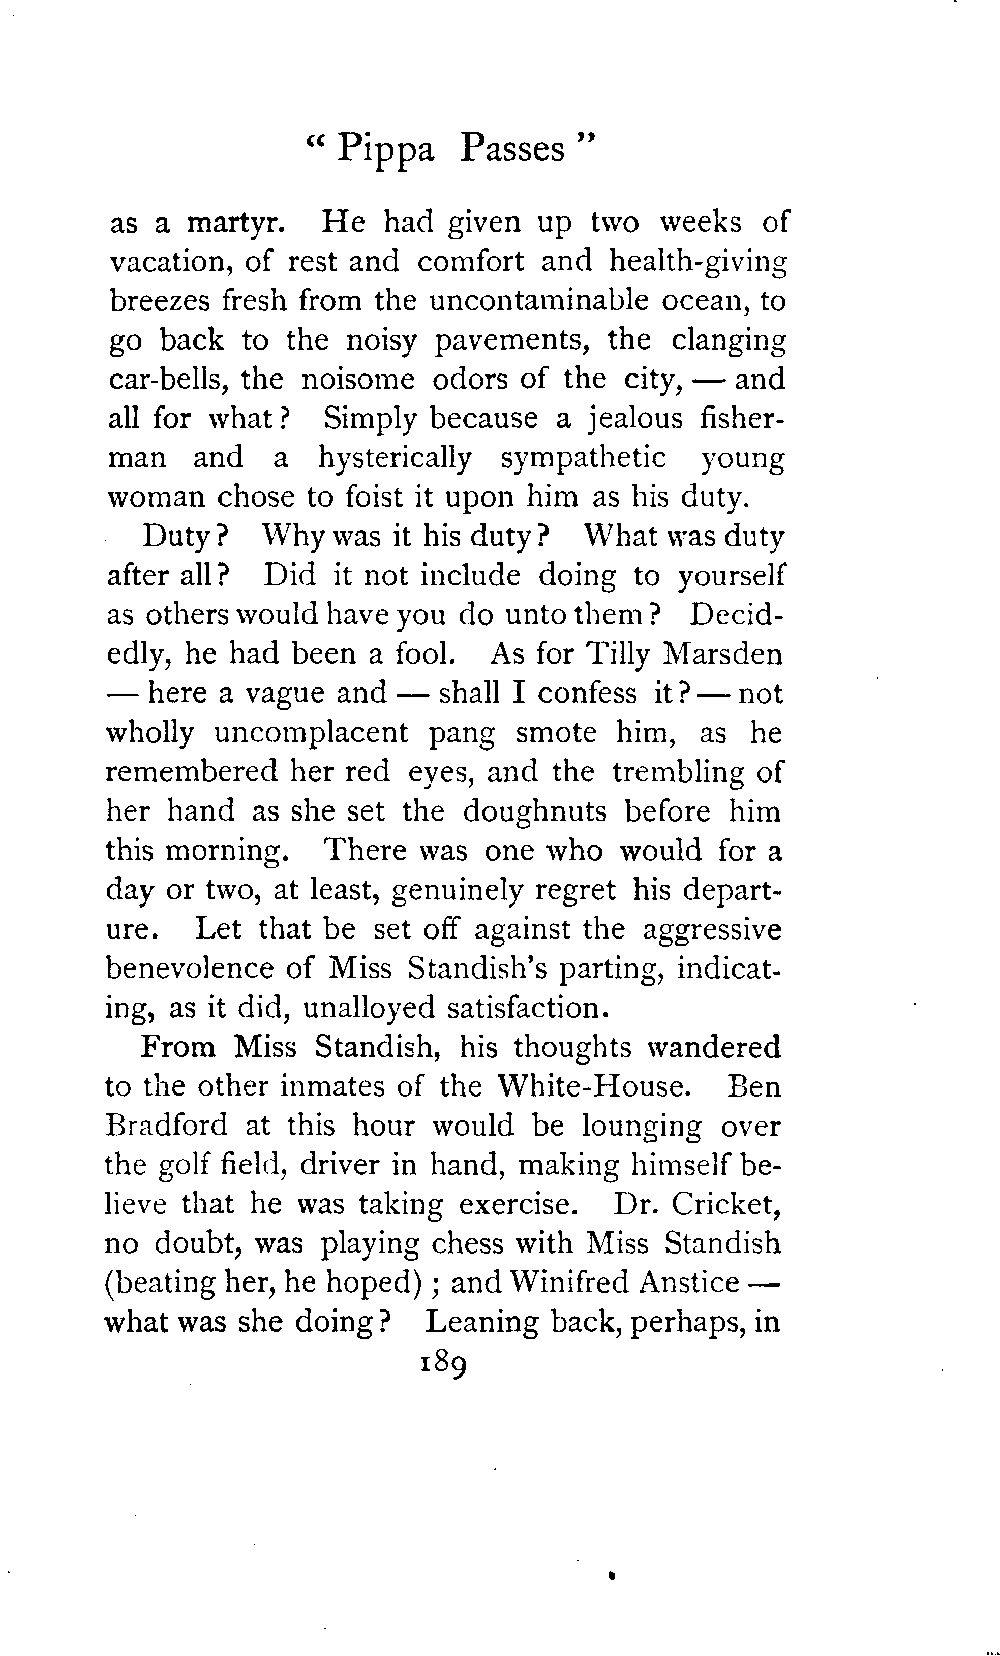 “ Pippa Passes ”
as a martyr. He had given up two weeks of
vacation, of rest and comfort and health-giving
breezes fresh from the uncontaminable ocean, to
go back to the noisy pavements, the clanging
car-bells, the noisome odors of the city, — and
all for what? Simply because a jealous fisher-
man and a hysterically sympathetic young
woman chose to foist it upon him as his duty.
Duty? Why was it his duty? What was duty
after all? Did it not include doing to yourself
as others would have you do unto them? Decid-
edly, he had been a fool. As for Tilly Marsden
— here a vague and — shall I confess it? — not
wholly uncomplacent pang smote him, as he
remembered her red eyes, and the trembling of
her hand as she set the doughnuts before him
this morning. There was one who would for a
day or two, at least, genuinely regret his depart-
ure. Let that be set off against the aggressive
benevolence of Miss Standish's parting, indicat-
ing, as it did, unalloyed satisfaction.
From Miss Standish, his thoughts wandered
to the other inmates of the White-House. Ben
Bradford at this hour would be lounging over
the golf field, driver in hand, making himself be-
lieve that he was taking exercise. Dr. Cricket,
no doubt, was playing chess with Miss Standish
(beating her, he hoped) ; and Winifred Anstice —
what was she doing? Leaning back, perhaps, in
189